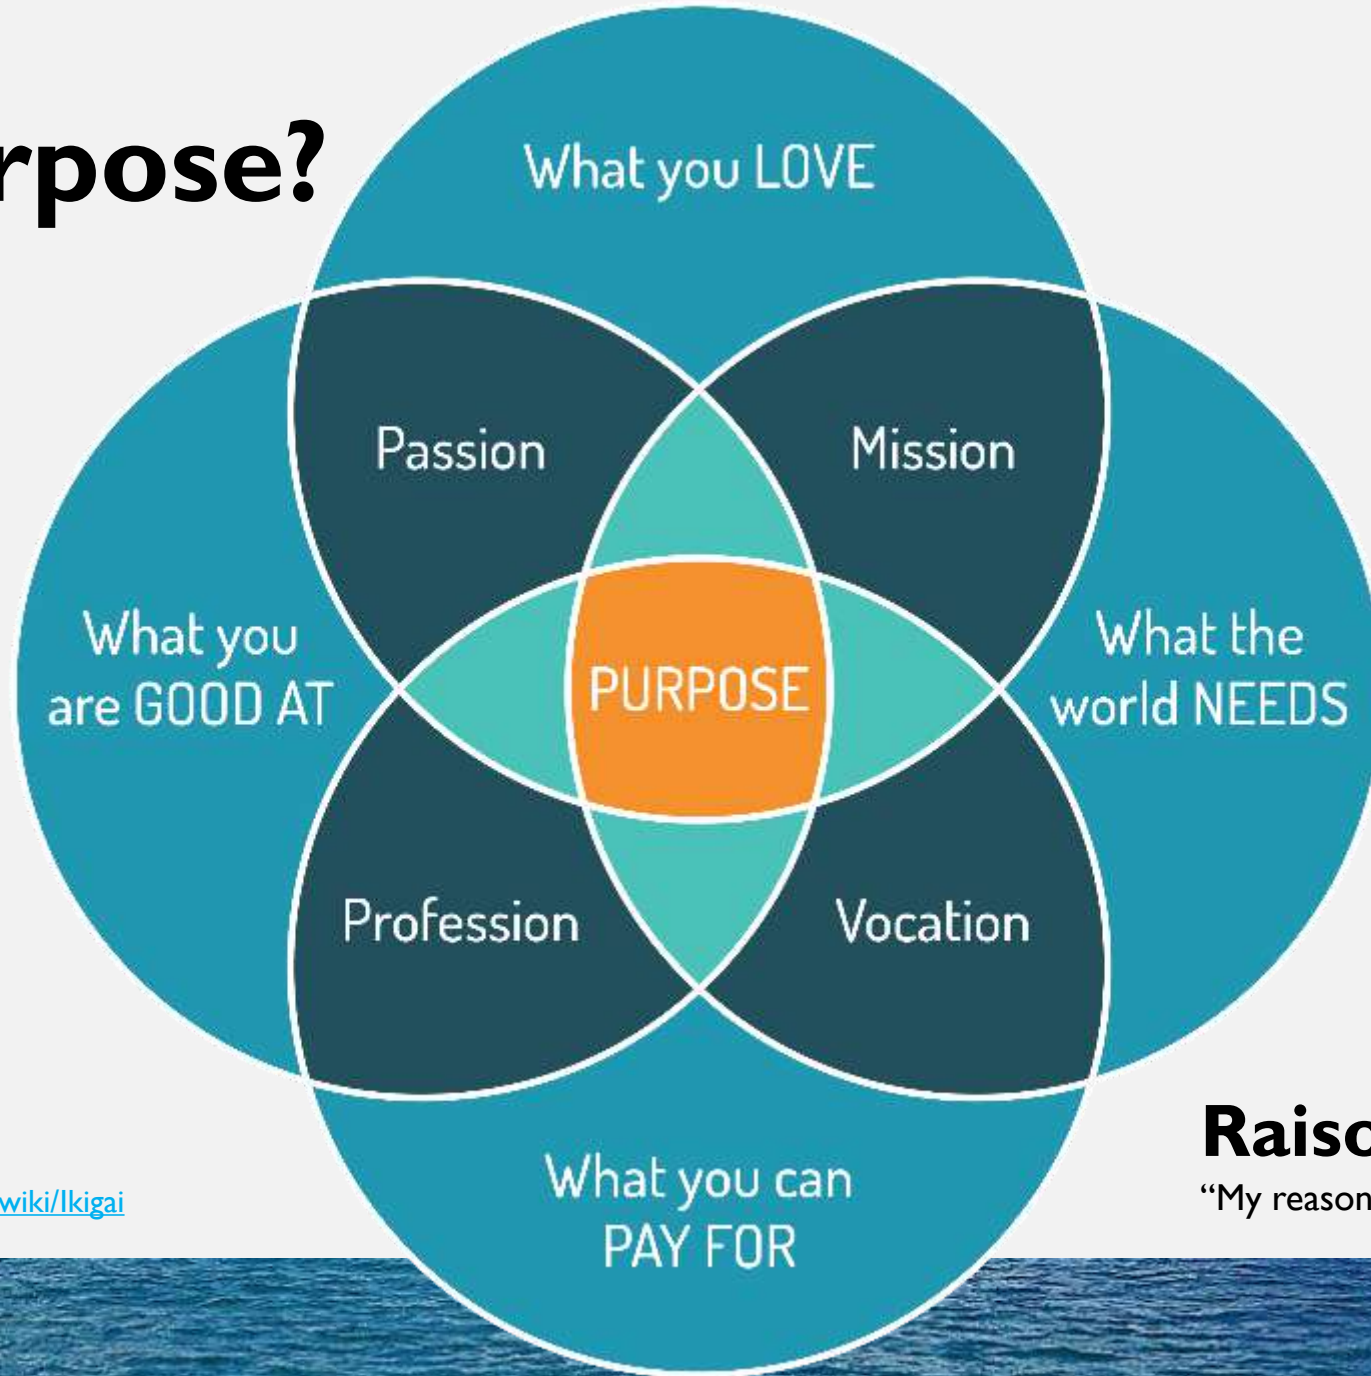 rpose?
What you LOVE
Passion
Mission
What you
are GOOD AT
PURPOSE
What the
world NEEDS
Profession
Vocation
What you can
PAY FOR
wiki/Ikigai
Raiso
“My reason